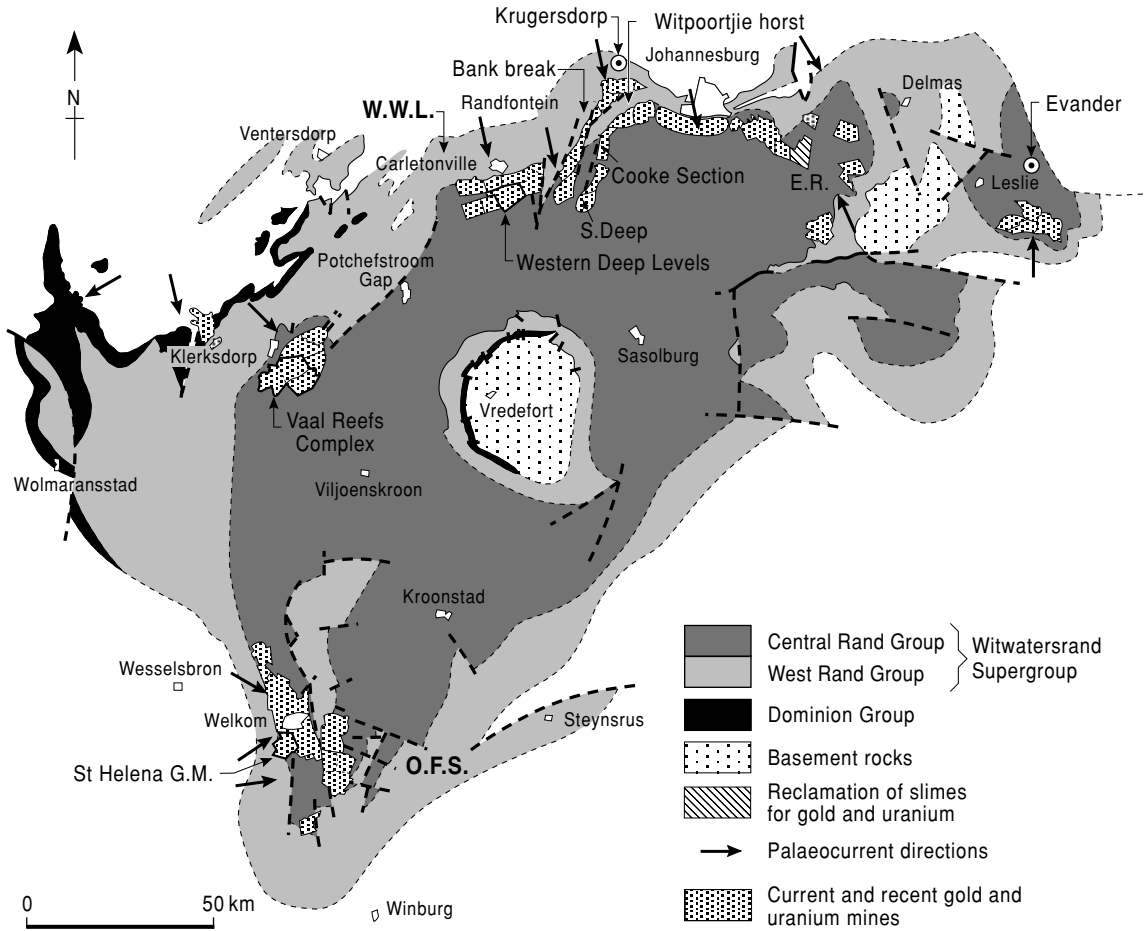 Krugersdorp
Witpoortjie horst
Johannesburg
Bank break
Delmas
N
W.W.L.
Randfontein
Evander
Ventersdorp
Carletonville
Cooke Section
E.R.
Leslie
S.Deep
Potchefstroom
Gap
Western Deep Levels
Klerksdorp
Sasolburg
Vredefort
Vaal Reefs
Complex
Wolmaransstad
Viljoenskroon
Kroonstad
Central Rand Group
West Rand Group
Witwatersrand
Supergroup
Wesselsbron
Welkom
Steynsrus
Dominion Group
St Helena G.M.
O.F.S.
Basement rocks
Reclamation of slimes
for gold and uranium
Palaeocurrent directions
0 50 km
Winburg
Current and recent gold and
uranium mines